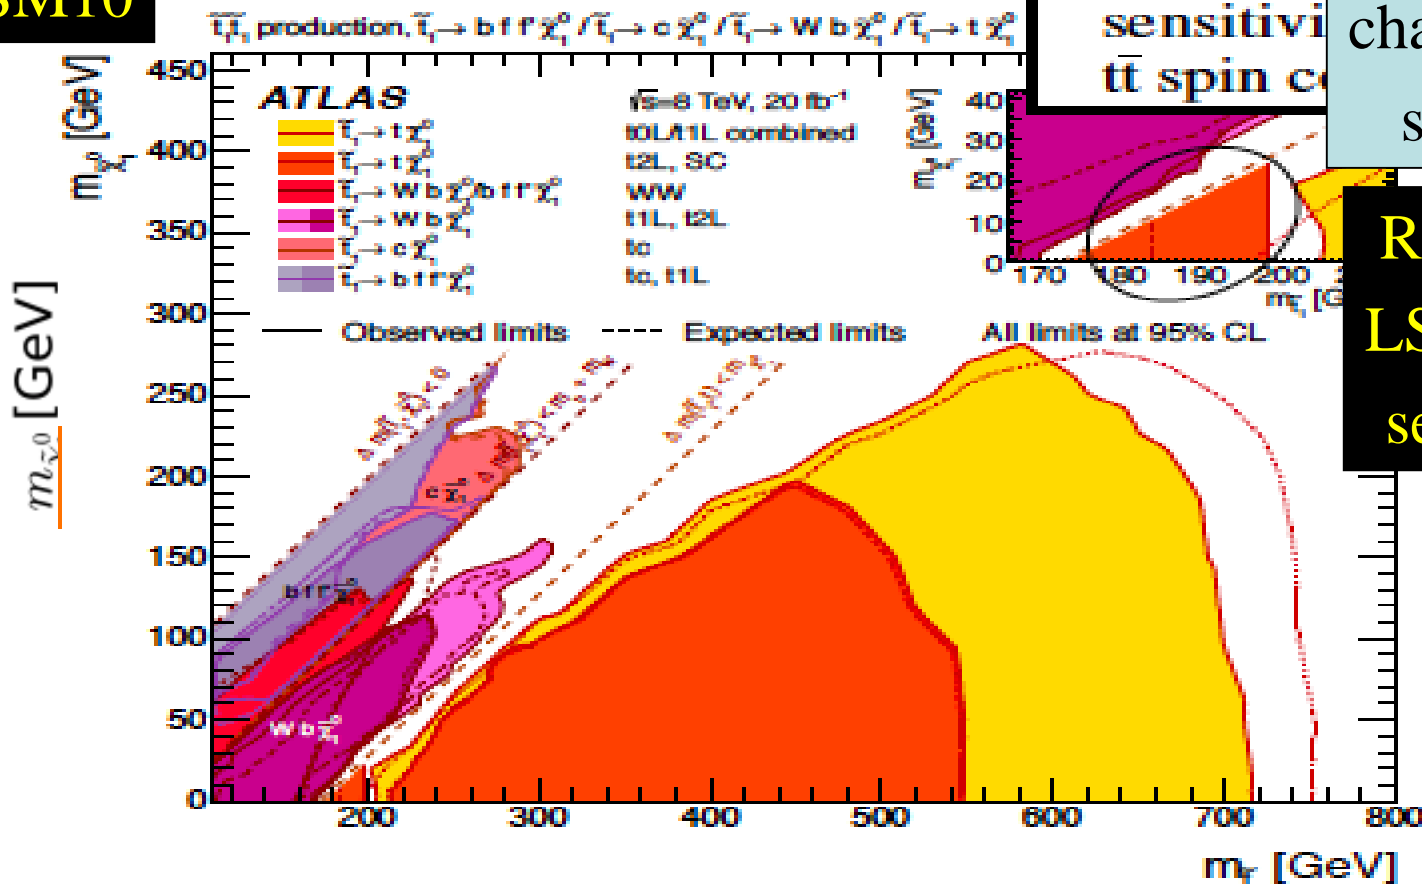 SM10
t̃₁t̃₁ production, t̃₁→ b f f' χ̃₁⁰ / t̃₁→ c χ̃₁⁰ / t̃₁→ W b χ̃₁⁰ / t̃₁→ t χ̃₁⁰
sensitivi
tt̄ spin c
cha
s
R
LS
se
m χ̃₁⁰ [GeV]
m χ̃⁰ [GeV]
450
400
350
300
250
200
150
100
50
0
ATLAS
√s=8 TeV, 20 fb⁻¹
t̃₁→ t χ̃₁⁰ t0L/t1L combined
t̃₁→ t χ̃₁⁰ t2L, SC
t̃₁→ W b χ̃₁⁰/b f f' χ̃₁⁰ WW
t̃₁→ W b χ̃₁⁰ t1L, t2L
t̃₁→ c χ̃₁⁰ tc
t̃₁→ b f f' χ̃₁⁰ tc, t1L
Observed limits
Expected limits
All limits at 95% CL
[GeV]
40
30
20
10
0
170 180 190 200
c χ̃₁⁰
b f f' χ̃₁⁰
W b χ̃₁⁰
200 300 400 500 600 700 800
m t̃₁ [GeV]